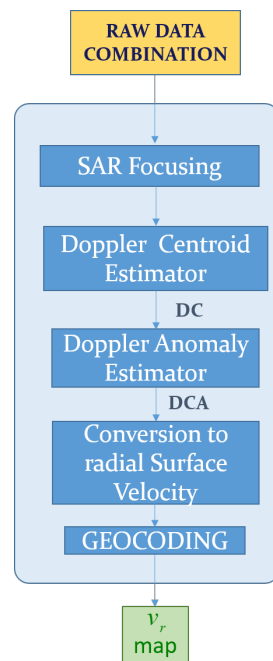 RAW DATA
COMBINATION
SAR Focusing
Doppler Centroid
Estimator
DC
Doppler Anomaly
Estimator
DCA
Conversion to
radial Surface
Velocity
GEOCODING
v_r
map